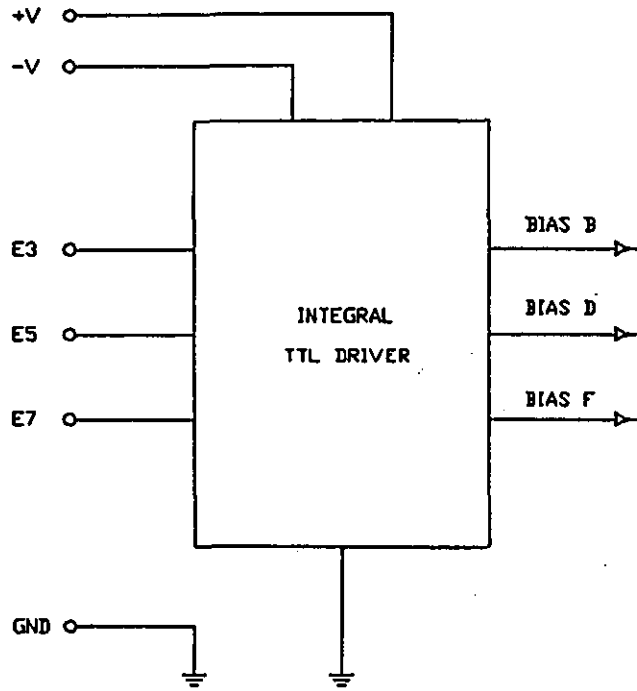 +V
-V
E3
E5
E7
GND
INTEGRAL
TTL DRIVER
BIAS B
BIAS D
BIAS F